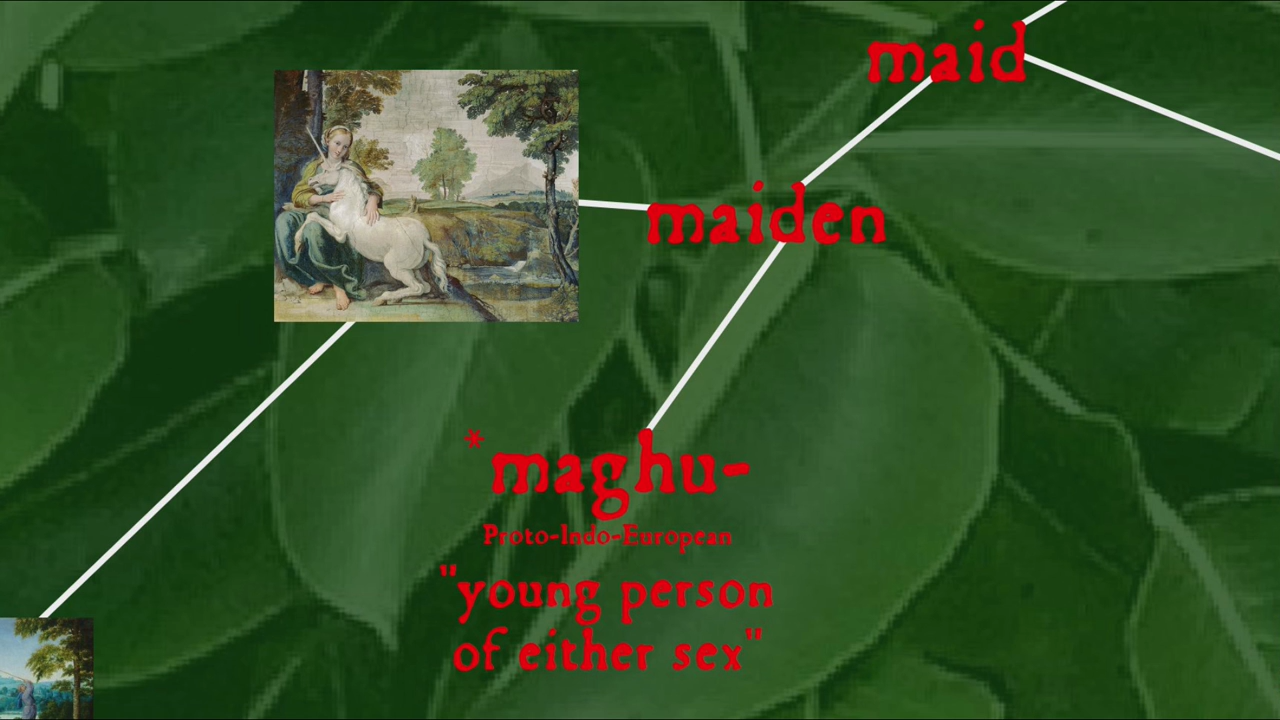 maid
maiden
*maghu-
Proto-Indo-European
"young person
of either sex"